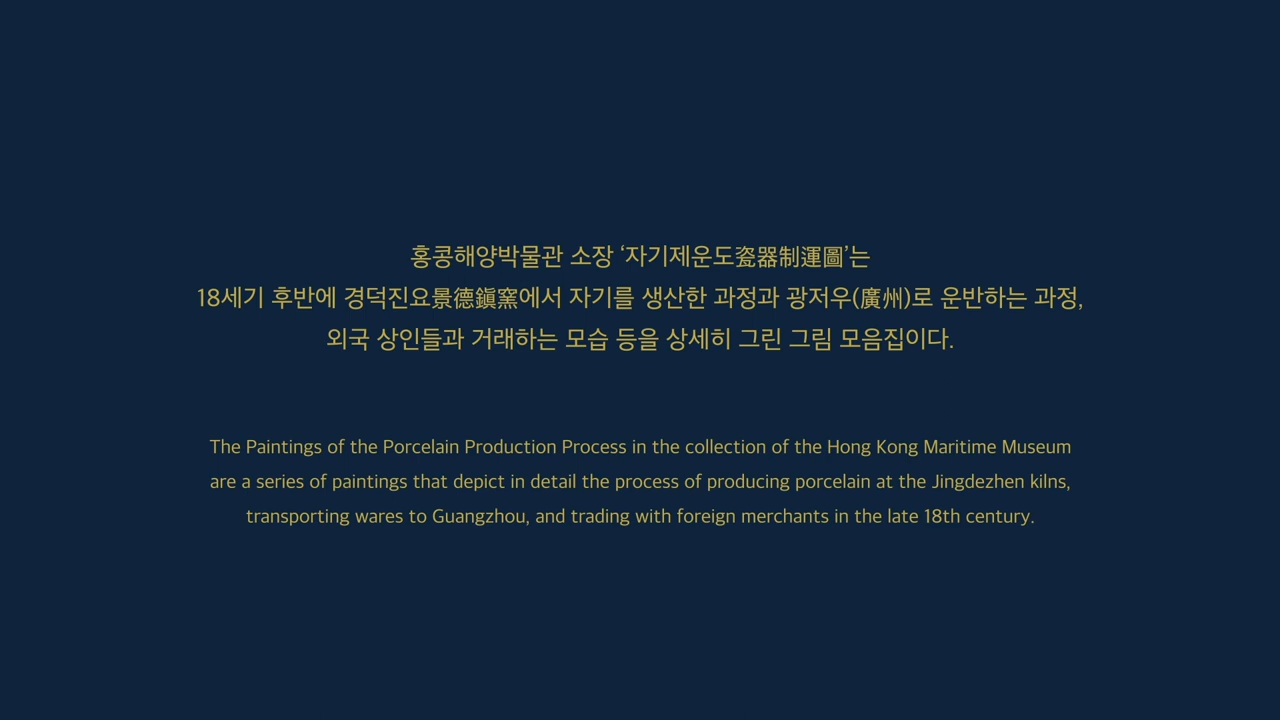 홍콩해양박물관 소장 ‘자기제운도瓷器制運圖’는
18세기 후반에 경덕진요景德鎭窯에서 자기를 생산한 과정과 광저우(廣州)로 운반하는 과정,
외국 상인들과 거래하는 모습 등을 상세히 그린 그림 모음집이다.
The Paintings of the Porcelain Production Process in the collection of the Hong Kong Maritime Museum
are a series of paintings that depict in detail the process of producing porcelain at the Jingdezhen kilns,
transporting wares to Guangzhou, and trading with foreign merchants in the late 18th century.